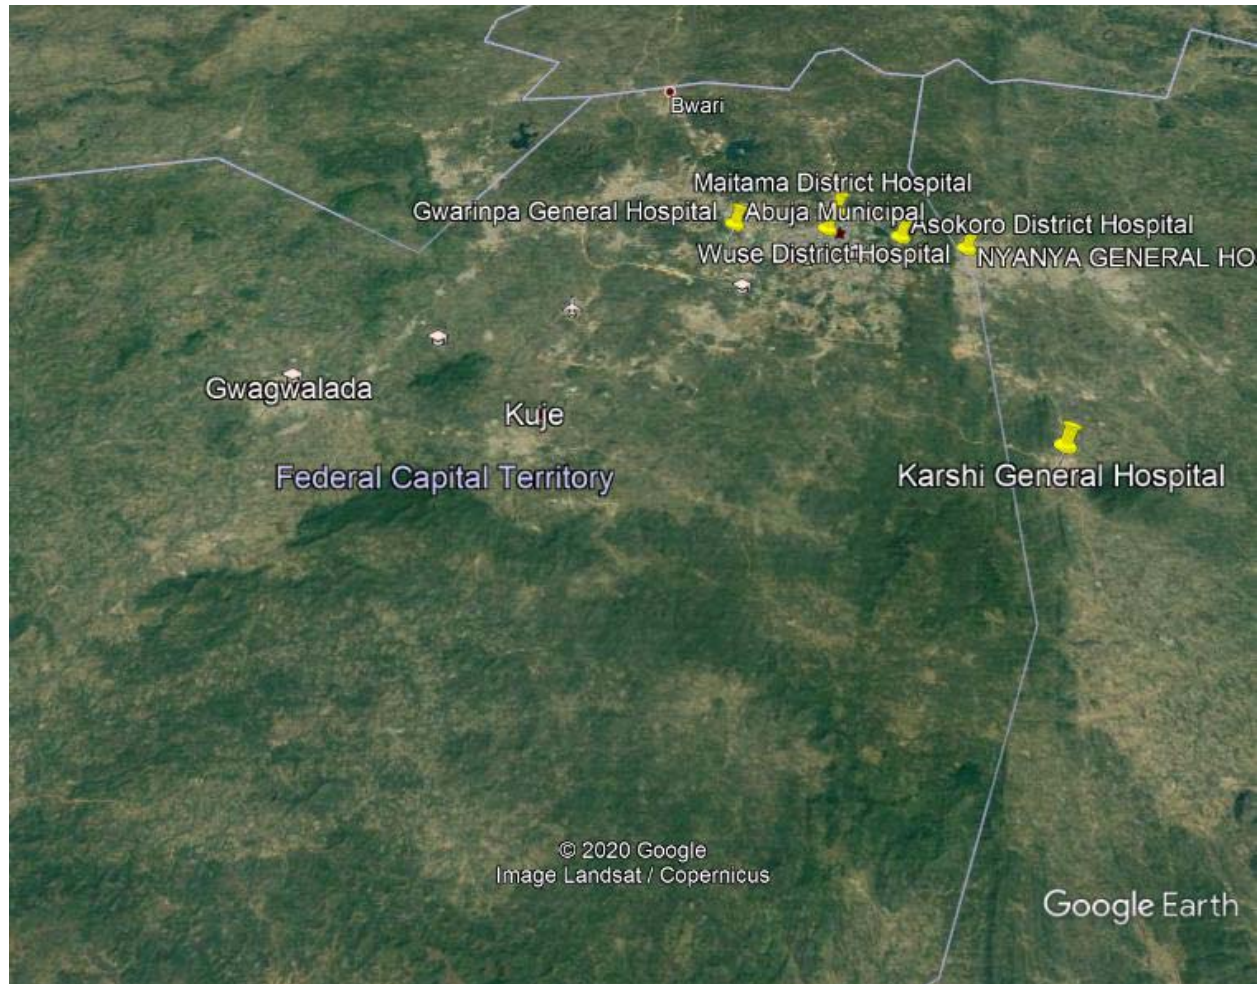 Bwari
Maitama District Hospital
Gwarinpa General Hospital
Abuja Municipal
Asokoro District Hospital
Wuse District Hospital
NYANYA GENERAL HO
Gwagwalada
Kuje
Federal Capital Territory
Karshi General Hospital
© 2020 Google
Image Landsat / Copernicus
Google Earth